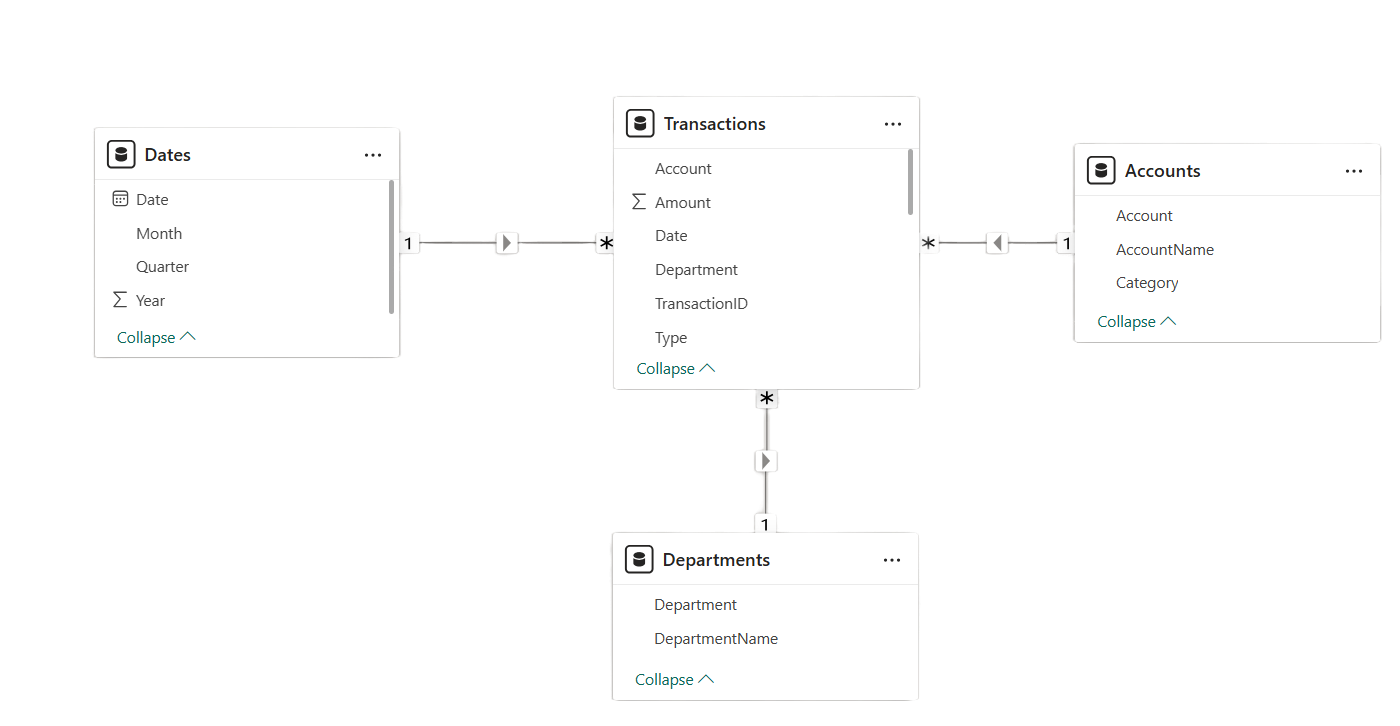 Dates
Date
Month
Quarter
Year
Collapse
1
*
Transactions
Account
Amount
Date
Department
TransactionID
Type
Collapse
*
1
Accounts
Account
AccountName
Category
Collapse
*
1
Departments
Department
DepartmentName
Collapse